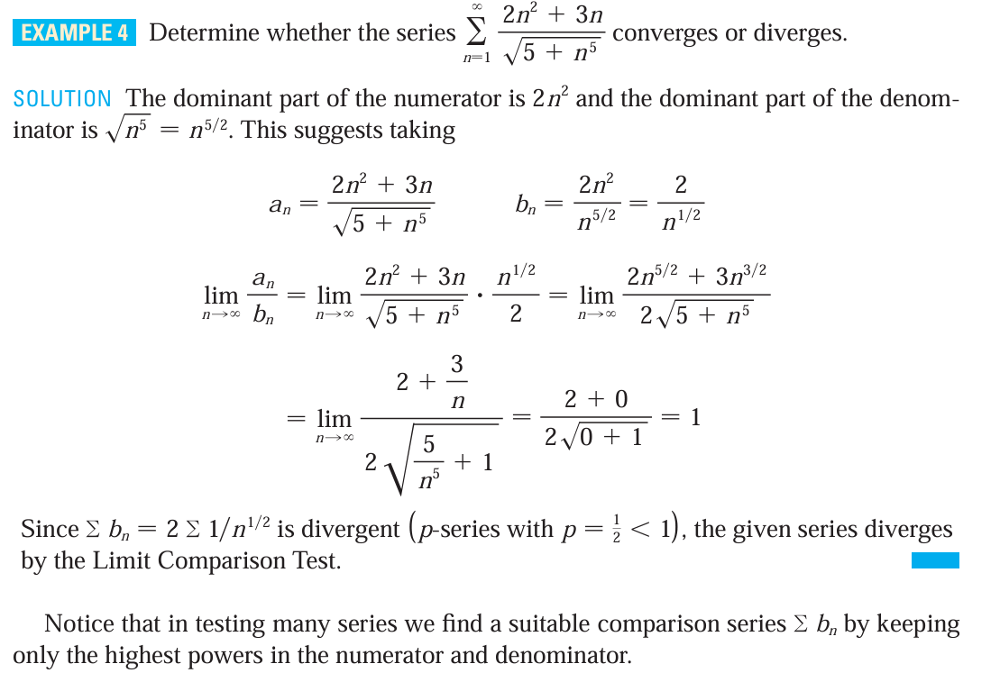 EXAMPLE 4 Determine whether the series $\sum_{n=1}^{\infty} \frac{2n^2 + 3n}{\sqrt{5 + n^5}}$ converges or diverges.
SOLUTION The dominant part of the numerator is $2n^2$ and the dominant part of the denom-
inator is $\sqrt{n^5} = n^{5/2}$. This suggests taking
$a_n = \frac{2n^2 + 3n}{\sqrt{5 + n^5}} \qquad b_n = \frac{2n^2}{n^{5/2}} = \frac{2}{n^{1/2}}$
$\lim_{n \to \infty} \frac{a_n}{b_n} = \lim_{n \to \infty} \frac{2n^2 + 3n}{\sqrt{5 + n^5}} \cdot \frac{n^{1/2}}{2} = \lim_{n \to \infty} \frac{2n^{5/2} + 3n^{3/2}}{2\sqrt{5 + n^5}}$
$= \lim_{n \to \infty} \frac{2 + \frac{3}{n}}{2\sqrt{\frac{5}{n^5} + 1}} = \frac{2 + 0}{2\sqrt{0 + 1}} = 1$
Since $\Sigma\, b_n = 2\, \Sigma\, 1/n^{1/2}$ is divergent ($p$-series with $p = \frac{1}{2} < 1$), the given series diverges
by the Limit Comparison Test.
Notice that in testing many series we find a suitable comparison series $\Sigma\, b_n$ by keeping
only the highest powers in the numerator and denominator.